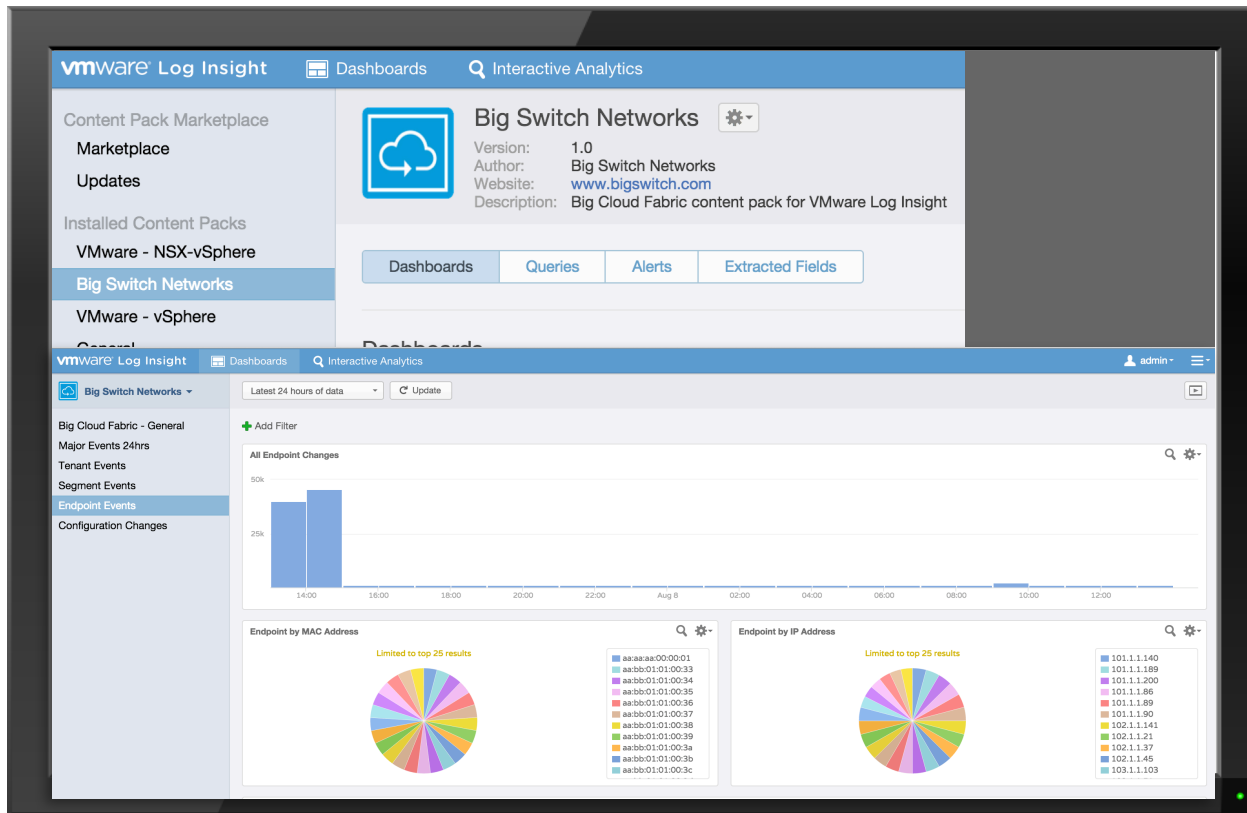 vmware Log Insight Dashboards Interactive Analytics
Content Pack Marketplace
Marketplace
Updates
Installed Content Packs
VMware - NSX-vSphere
Big Switch Networks
VMware - vSphere
General
Big Switch Networks
Version: 1.0
Author: Big Switch Networks
Website: www.bigswitch.com
Description: Big Cloud Fabric content pack for VMware Log Insight
Dashboards Queries Alerts Extracted Fields
Dashboards
vmware Log Insight Dashboards Interactive Analytics admin
Big Switch Networks
Latest 24 hours of data Update
Big Cloud Fabric - General
Major Events 24hrs
Tenant Events
Segment Events
Endpoint Events
Configuration Changes
Add Filter
All Endpoint Changes
50k
25k
14:00 16:00 18:00 20:00 22:00 Aug 8 02:00 04:00 06:00 08:00 10:00 12:00
Endpoint by MAC Address
Limited to top 25 results
aa:aa:aa:00:00:01
aa:bb:01:01:00:33
aa:bb:01:01:00:34
aa:bb:01:01:00:35
aa:bb:01:01:00:36
aa:bb:01:01:00:37
aa:bb:01:01:00:38
aa:bb:01:01:00:39
aa:bb:01:01:00:3a
aa:bb:01:01:00:3b
aa:bb:01:01:00:3c
Endpoint by IP Address
Limited to top 25 results
101.1.1.140
101.1.1.189
101.1.1.200
101.1.1.86
101.1.1.89
101.1.1.90
102.1.1.141
102.1.1.21
102.1.1.37
102.1.1.45
103.1.1.103